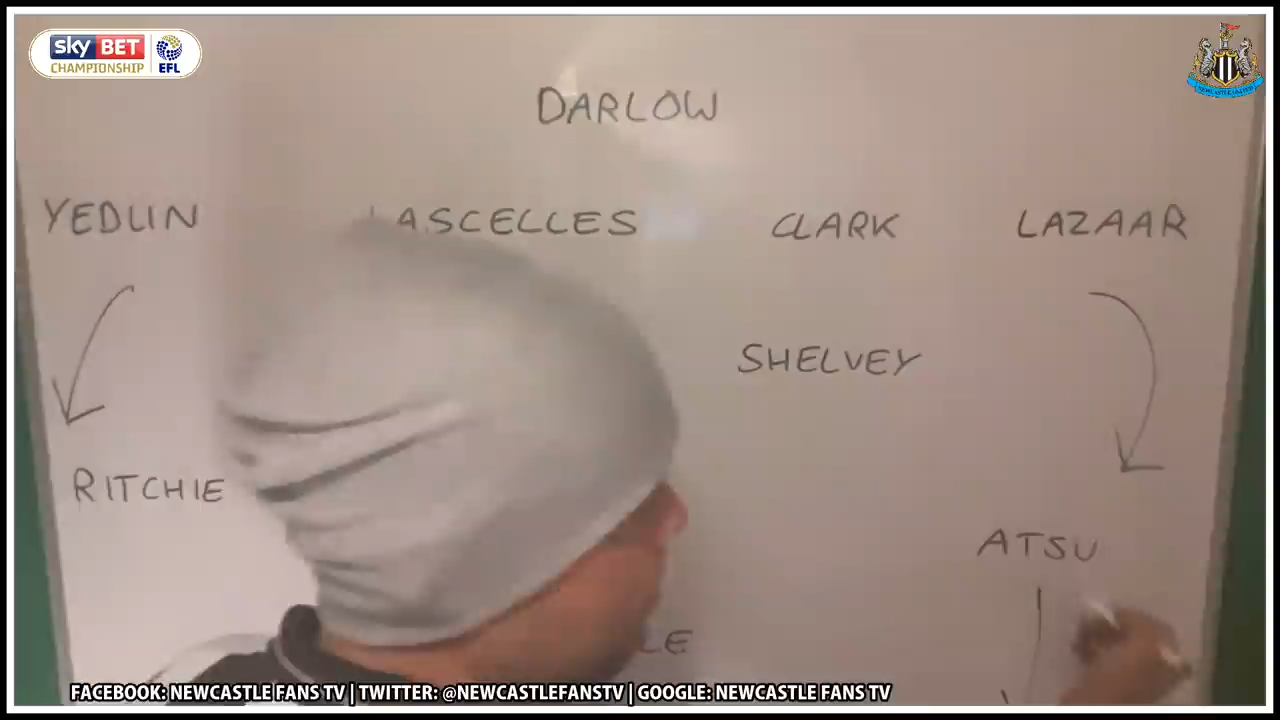 sky BET
CHAMPIONSHIP EFL
DARLOW
YEDLIN LASCELLES CLARK LAZAAR
SHELVEY
RITCHIE
ATSU
FACEBOOK: NEWCASTLE FANS TV | TWITTER: @NEWCASTLEFANSTV | GOOGLE: NEWCASTLE FANS TV